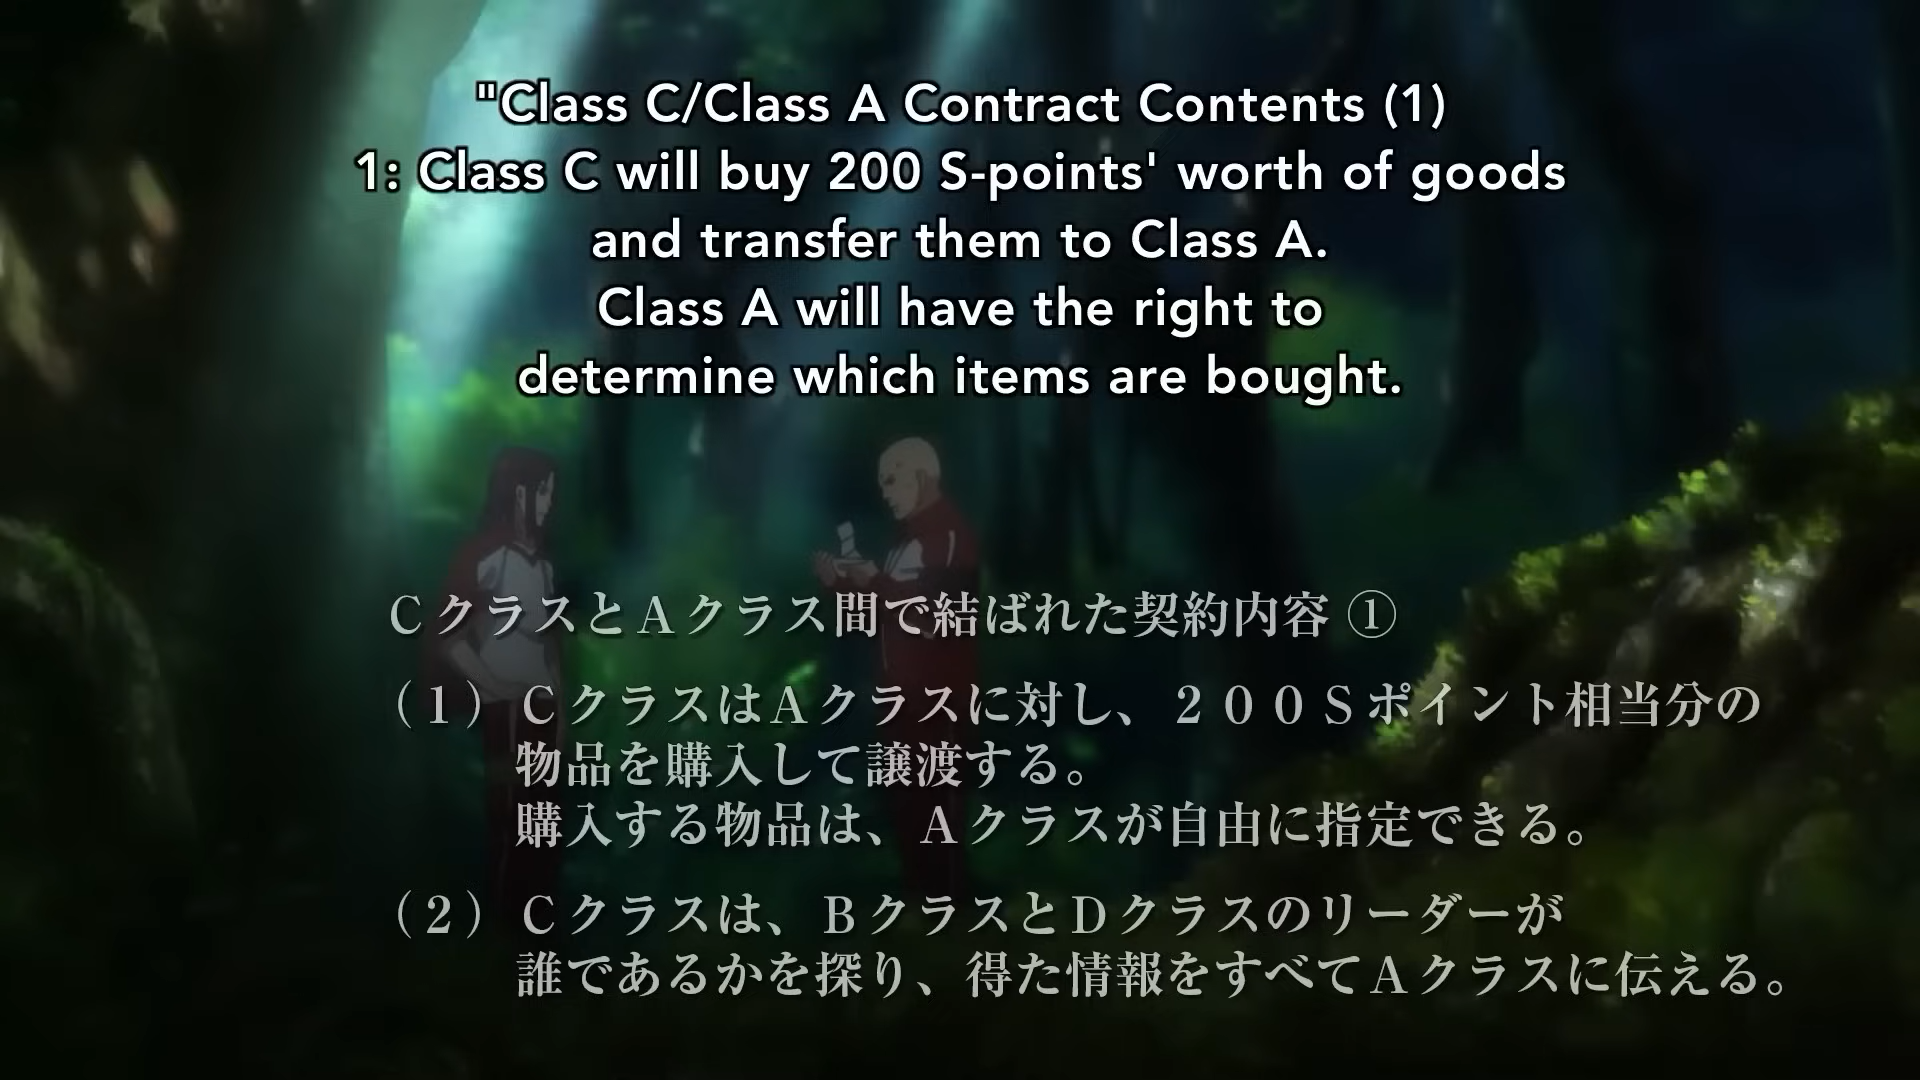 "Class C/Class A Contract Contents (1)
1: Class C will buy 200 S-points' worth of goods
and transfer them to Class A.
Class A will have the right to
determine which items are bought.
ＣクラスとＡクラス間で結ばれた契約内容 ①
（１）ＣクラスはＡクラスに対し、２００Ｓポイント相当分の
物品を購入して譲渡する。
購入する物品は、Ａクラスが自由に指定できる。
（２）Ｃクラスは、ＢクラスとＤクラスのリーダーが
誰であるかを探り、得た情報をすべてＡクラスに伝える。